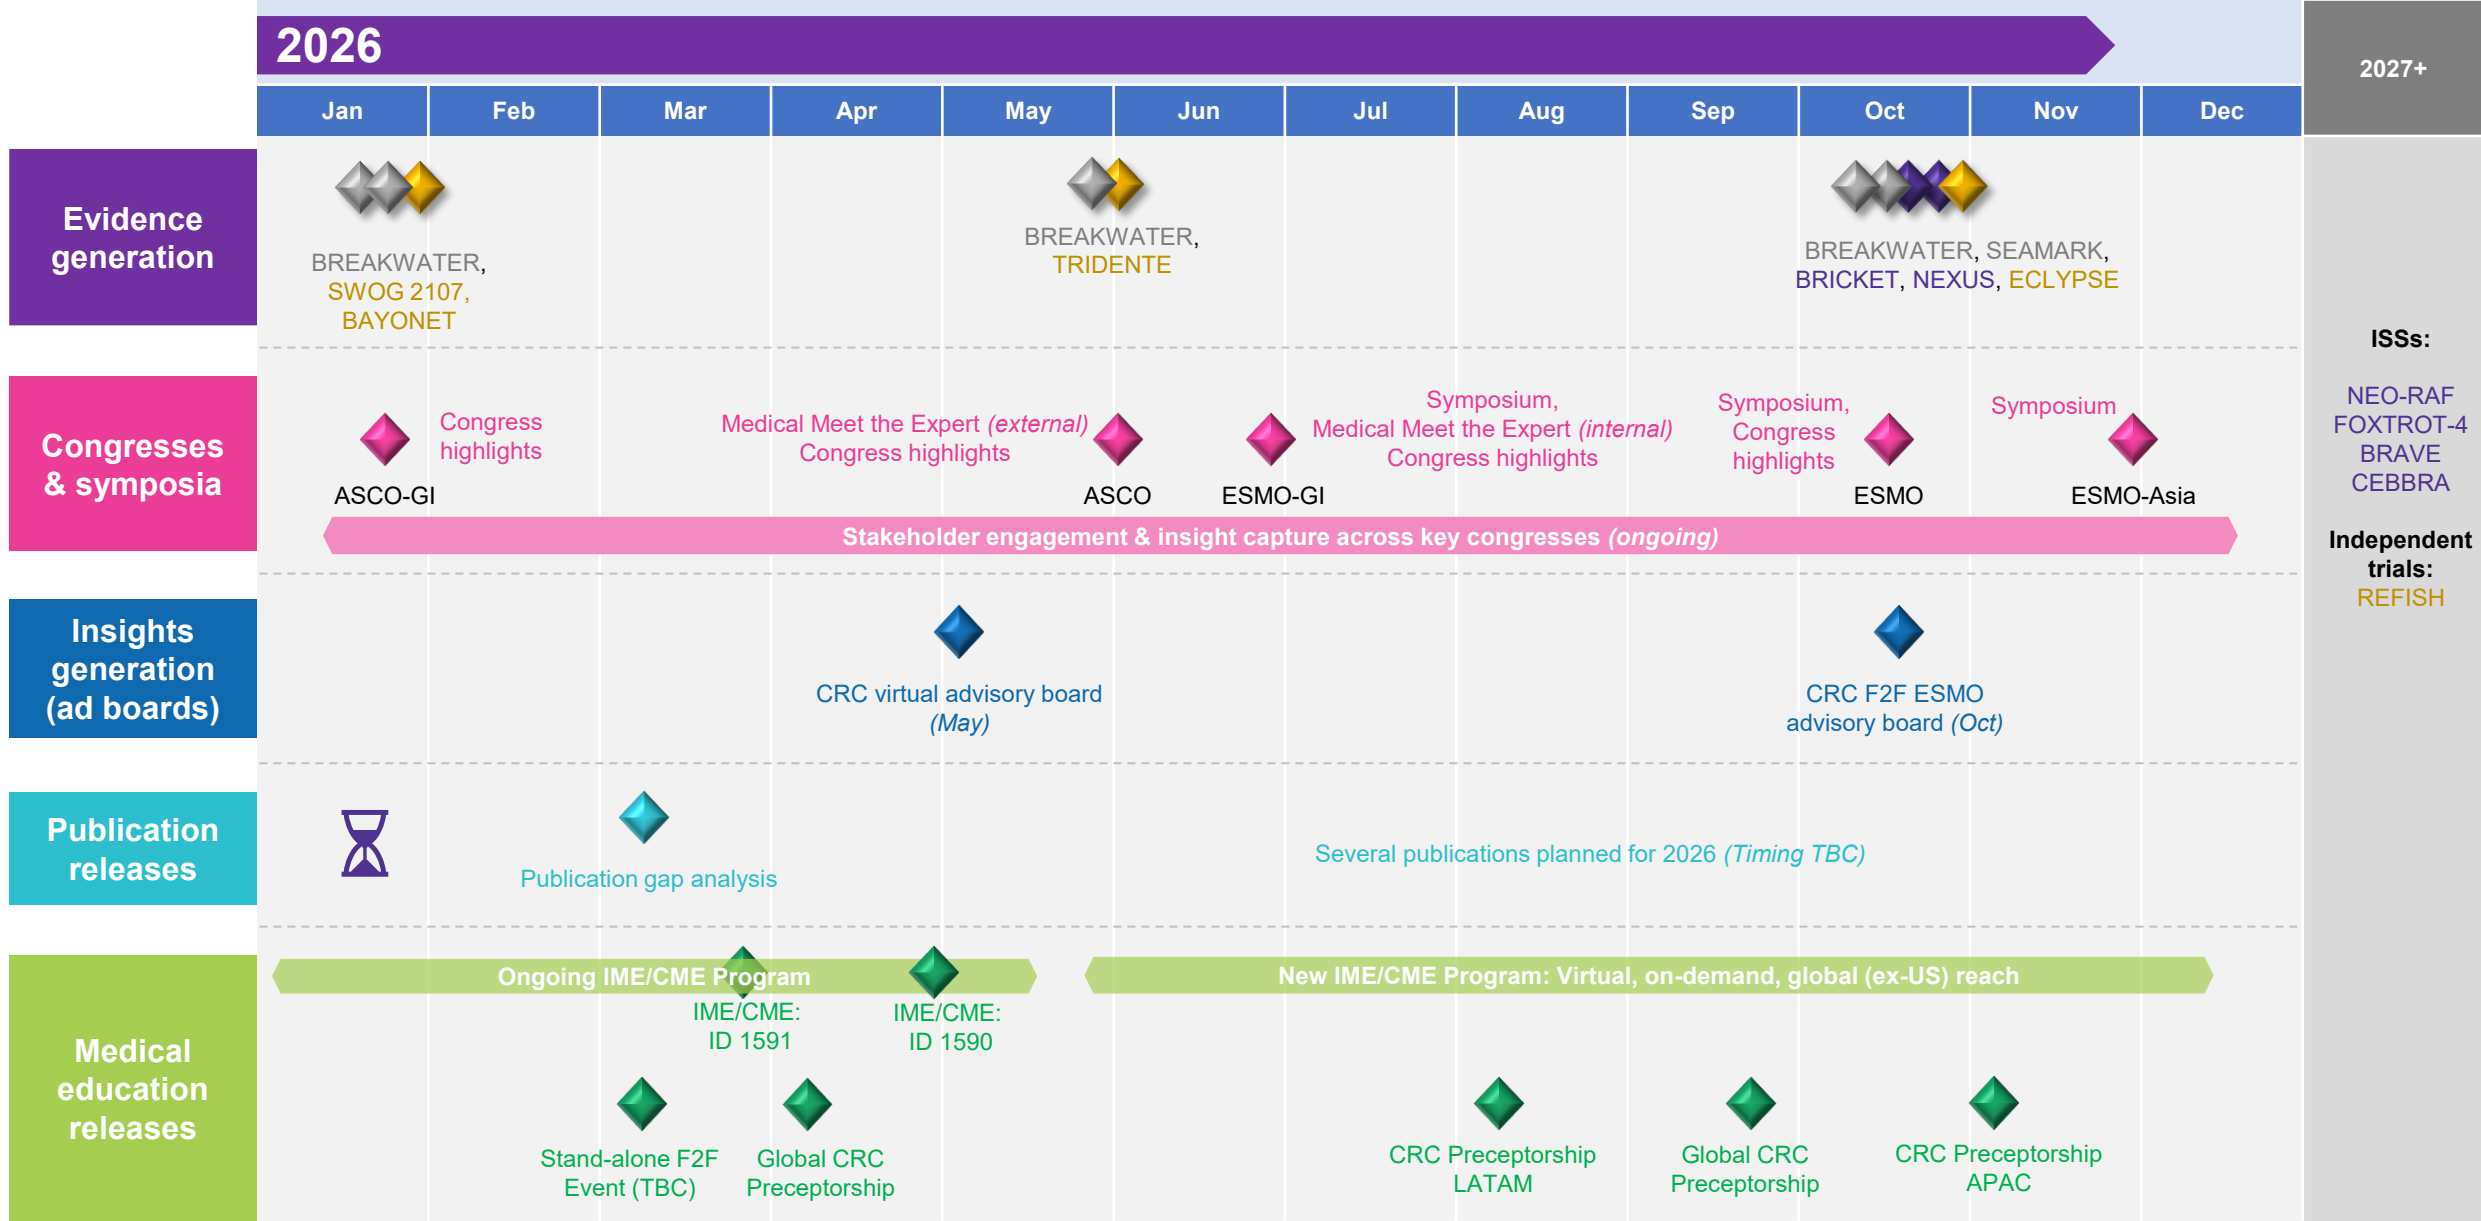 2026
2027+
Jan Feb Mar Apr May Jun Jul Aug Sep Oct Nov Dec
Evidence
generation
BREAKWATER,
SWOG 2107,
BAYONET
BREAKWATER,
TRIDENTE
BREAKWATER, SEAMARK,
BRICKET, NEXUS, ECLYPSE
Congresses
& symposia
Congress
highlights
ASCO-GI
Medical Meet the Expert (external)
Congress highlights
ASCO
ESMO-GI
Symposium,
Medical Meet the Expert (internal)
Congress highlights
Symposium,
Congress
highlights
ESMO
Symposium
ESMO-Asia
Stakeholder engagement & insight capture across key congresses (ongoing)
Insights
generation
(ad boards)
CRC virtual advisory board
(May)
CRC F2F ESMO
advisory board (Oct)
Publication
releases
Publication gap analysis
Several publications planned for 2026 (Timing TBC)
Medical
education
releases
Ongoing IME/CME Program
New IME/CME Program: Virtual, on-demand, global (ex-US) reach
IME/CME:
ID 1591
IME/CME:
ID 1590
Stand-alone F2F
Event (TBC)
Global CRC
Preceptorship
CRC Preceptorship
LATAM
Global CRC
Preceptorship
CRC Preceptorship
APAC
ISSs:
NEO-RAF
FOXTROT-4
BRAVE
CEBBRA
Independent
trials:
REFISH